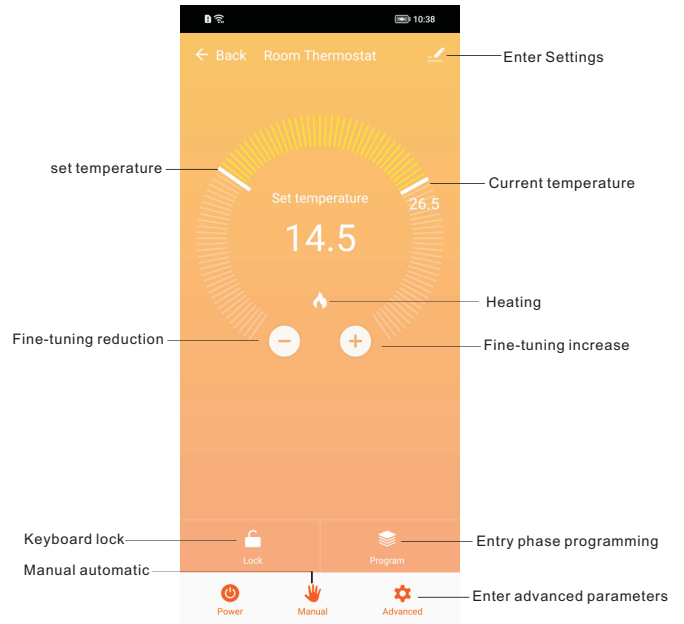 10:38
Back Room Thermostat
Enter Settings
set temperature
Current temperature
Set temperature
26.5
14.5
Heating
Fine-tuning reduction
Fine-tuning increase
Keyboard lock
Entry phase programming
Lock
Program
Manual automatic
Enter advanced parameters
Power
Manual
Advanced